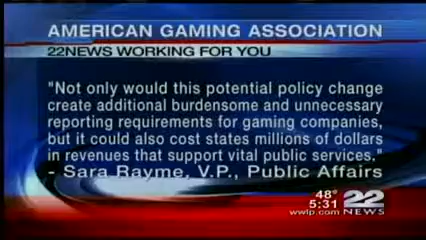 AMERICAN GAMING ASSOCIATION
22NEWS WORKING FOR YOU
"Not only would this potential policy change
create additional burdensome and unnecessary
reporting requirements for gaming companies,
but it could also cost states millions of dollars
in revenues that support vital public services."
- Sara Rayme, V.P., Public Affairs
48°
5:31
22
wwlp.com NEWS